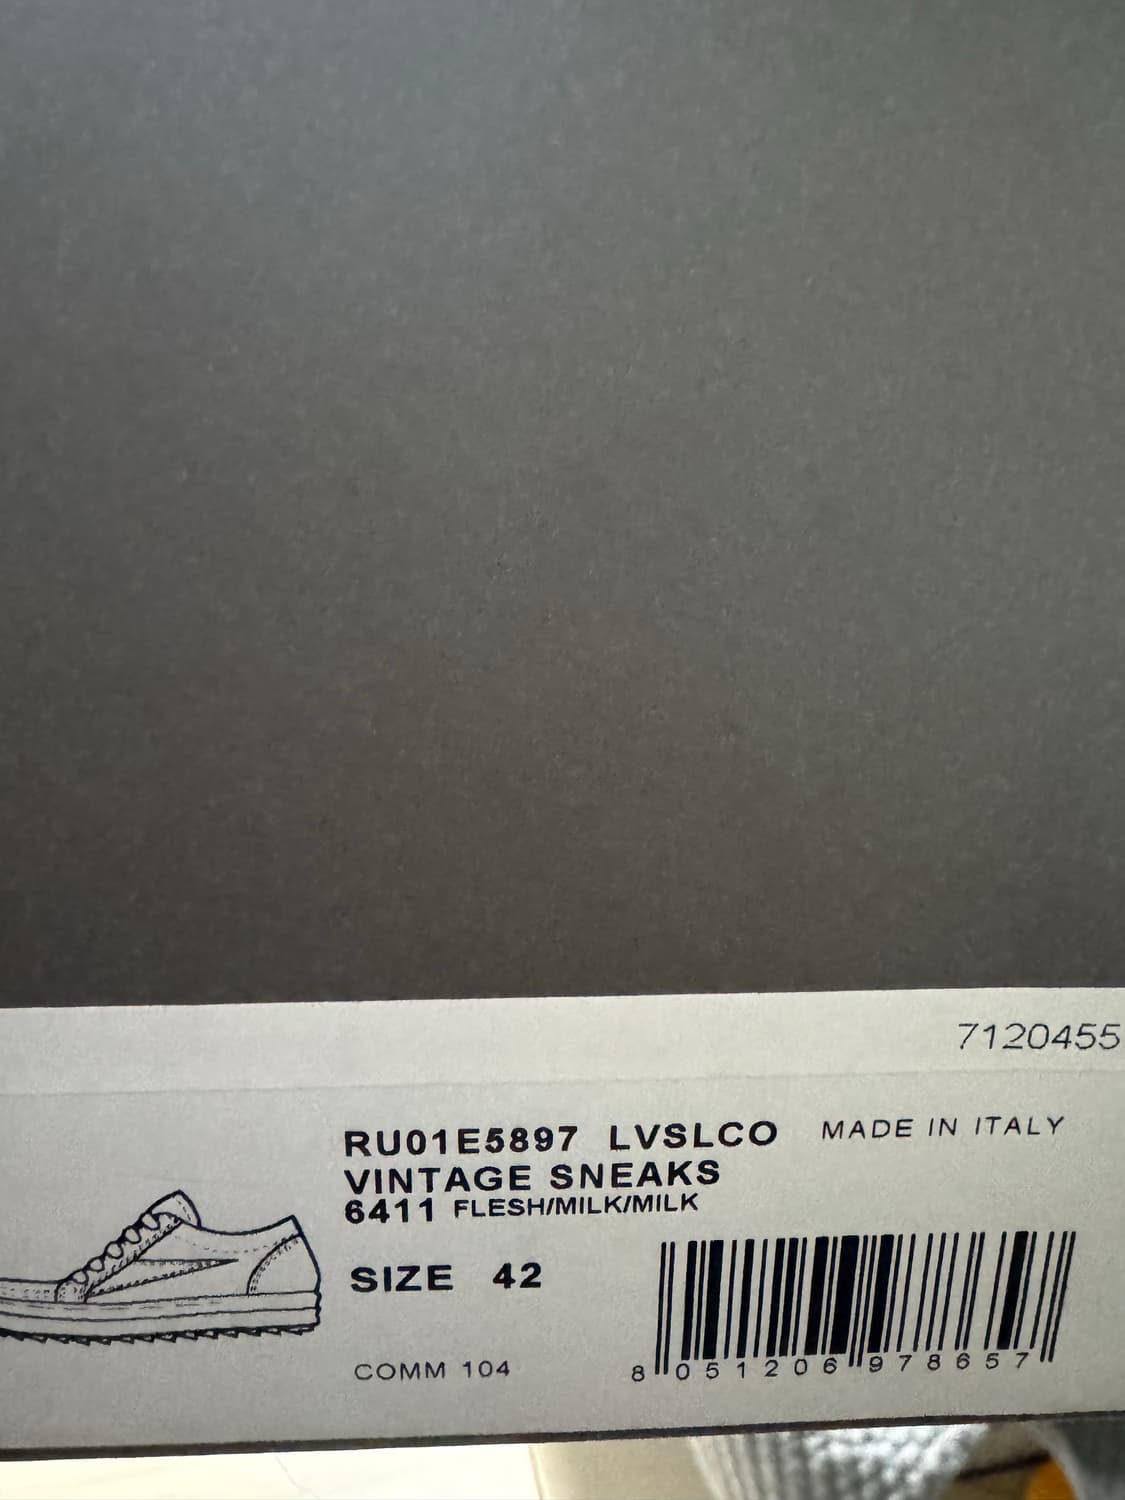 7120455
RU01E5897 LVSLCO MADE IN ITALY
VINTAGE SNEAKS
6411 FLESH/MILK/MILK
SIZE 42
COMM 104
8 051206 978657